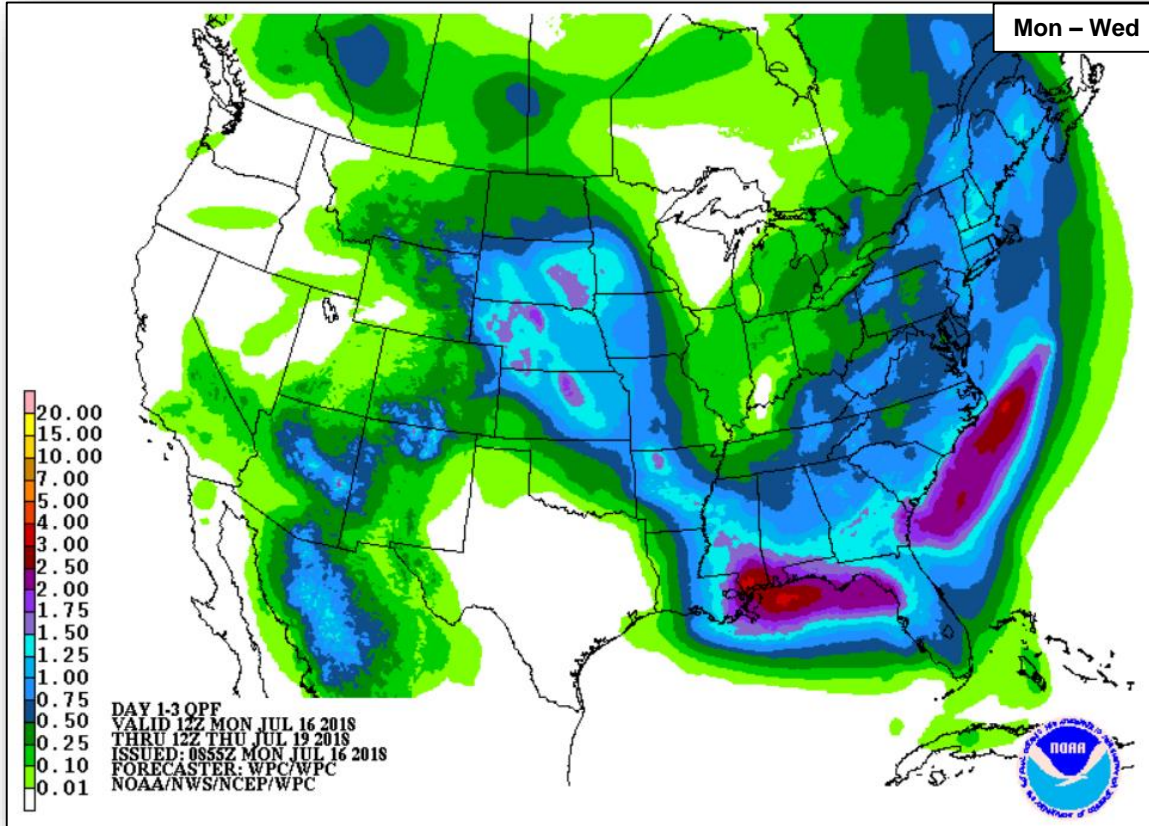 Mon – Wed
20.00
15.00
10.00
7.00
5.00
4.00
3.00
2.50
2.00
1.75
1.50
1.25
1.00
0.75
0.50
0.25
0.10
0.01
DAY 1-3 QPF
VALID 12Z MON JUL 16 2018
THRU 12Z THU JUL 19 2018
ISSUED: 0855Z MON JUL 16 2018
FORECASTER: WPC/WPC
NOAA/NWS/NCEP/WPC
NOAA